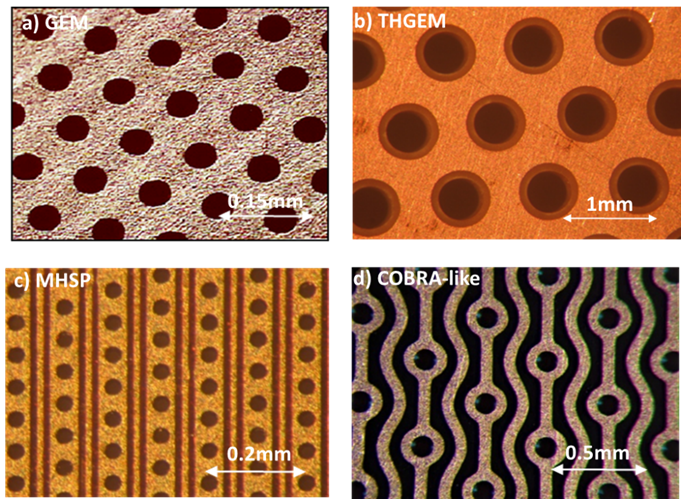 a) GEM
b) THGEM
0.15mm
1mm
c) MHSP
d) COBRA-like
0.2mm
0.5mm